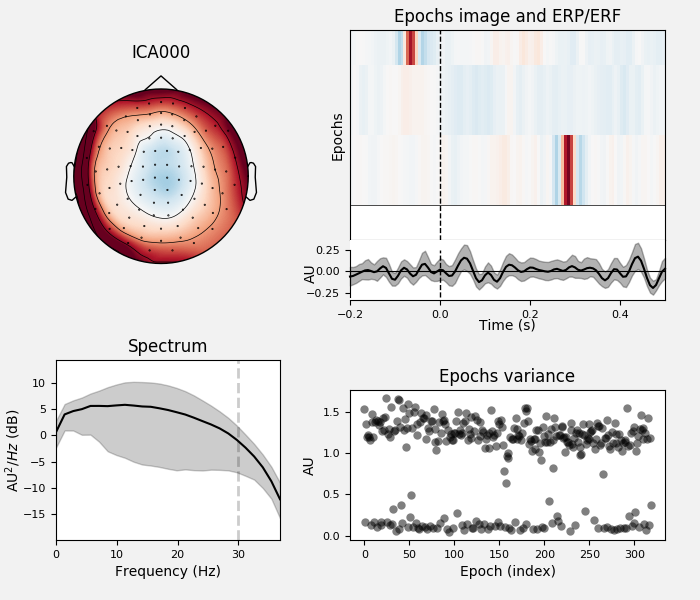 Epochs image and ERP/ERF
ICA000
Epochs
0.25
0.00
−0.25
AU
−0.2
0.0
0.2
0.4
Time (s)
Spectrum
10
5
0
−5
−10
−15
AU²/Hz (dB)
0
10
20
30
Frequency (Hz)
Epochs variance
1.5
1.0
0.5
0.0
AU
0
50
100
150
200
250
300
Epoch (index)